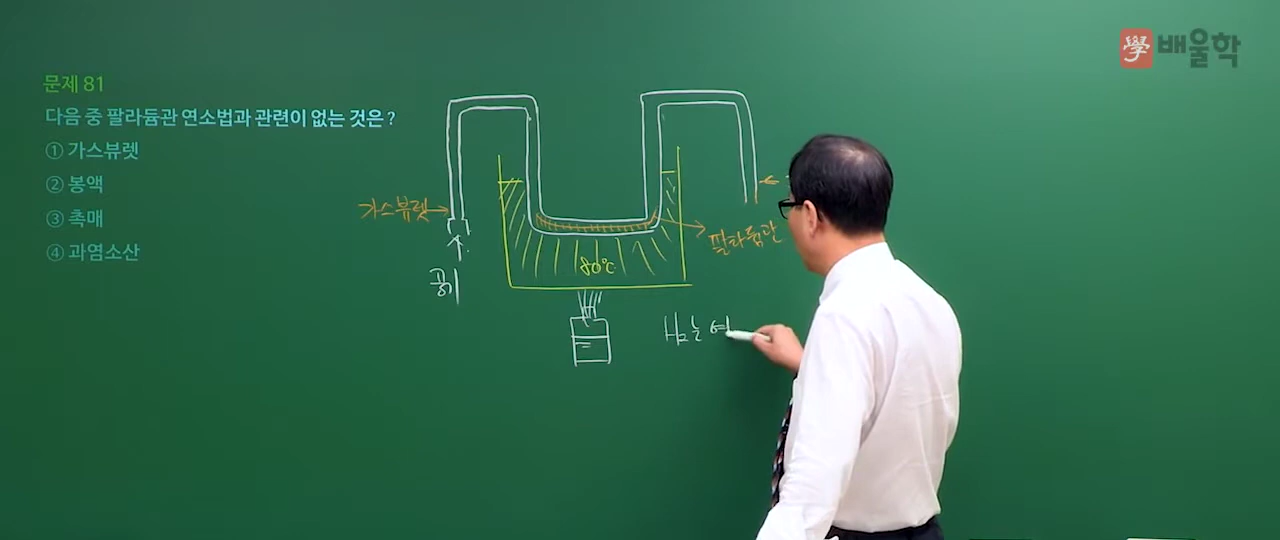 學 배울학
문제 81
다음 중 팔라듐관 연소법과 관련이 없는 것은?
① 가스뷰렛
② 봉액
③ 촉매
④ 과염소산
가스뷰렛
팔라듐관
80℃
공기
H₂는